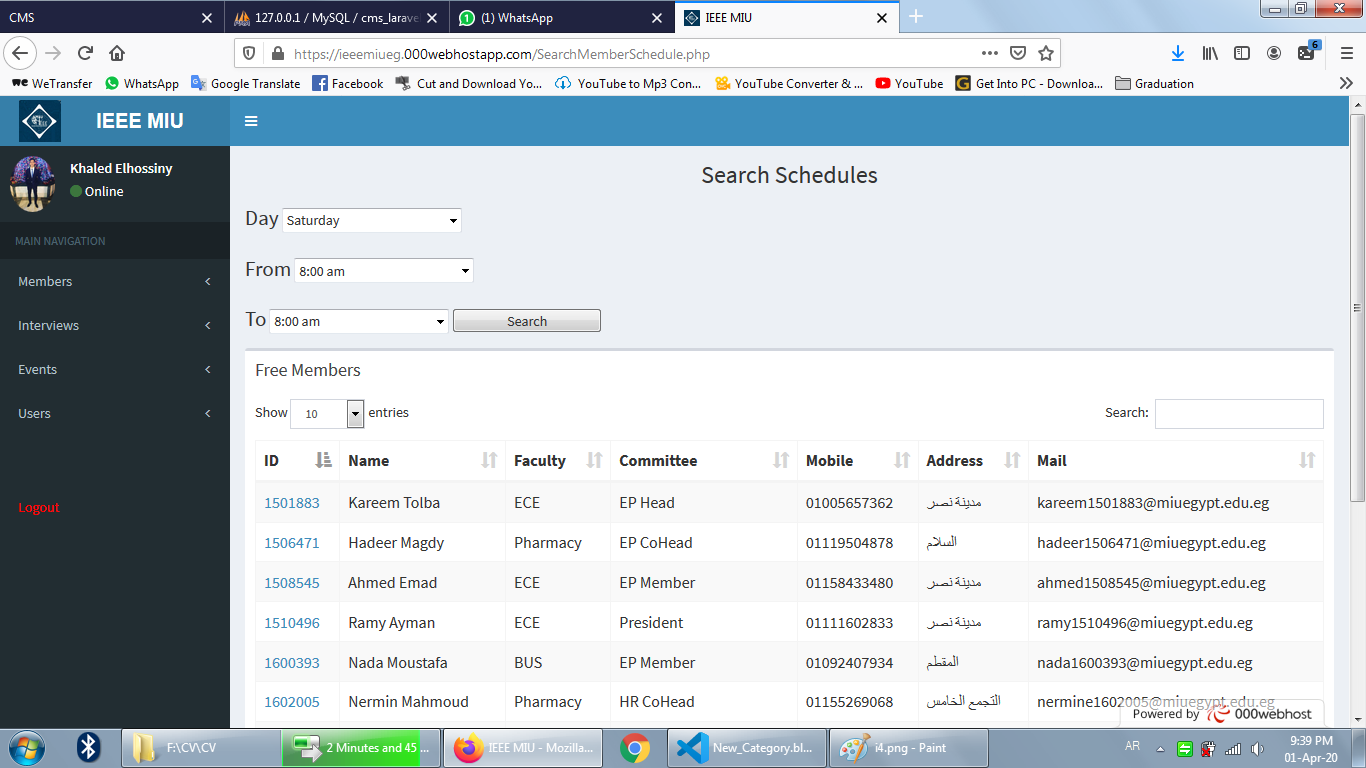 CMS
127.0.0.1 / MySQL / cms_larave
(1) WhatsApp
IEEE MIU
https://ieeemiueg.000webhostapp.com/SearchMemberSchedule.php
6
WeTransfer WhatsApp Google Translate Facebook Cut and Download Yo... YouTube to Mp3 Con... YouTube Converter & ... YouTube Get Into PC - Downloa... Graduation
IEEE MIU
Khaled Elhossiny
Online
MAIN NAVIGATION
Members
Interviews
Events
Users
Logout
Search Schedules
Day Saturday
From 8:00 am
To 8:00 am Search
Free Members
Show 10 entries Search:
ID Name Faculty Committee Mobile Address Mail
1501883 Kareem Tolba ECE EP Head 01005657362 مدينة نصر kareem1501883@miuegypt.edu.eg
1506471 Hadeer Magdy Pharmacy EP CoHead 01119504878 السلام hadeer1506471@miuegypt.edu.eg
1508545 Ahmed Emad ECE EP Member 01158433480 مدينة نصر ahmed1508545@miuegypt.edu.eg
1510496 Ramy Ayman ECE President 01111602833 مدينة نصر ramy1510496@miuegypt.edu.eg
1600393 Nada Moustafa BUS EP Member 01092407934 المقطم nada1600393@miuegypt.edu.eg
1602005 Nermin Mahmoud Pharmacy HR CoHead 01155269068 التجمع الخامس nermine1602005@miuegypt.edu.eg
Powered by 000webhost
F:\CV\CV
2 Minutes and 45 ...
IEEE MIU - Mozilla...
New_Category.bl...
i4.png - Paint
AR
9:39 PM
01-Apr-20